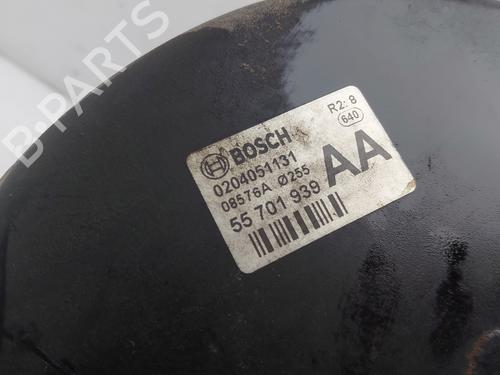 B-PARTS
BOSCH
R2: 8
640
0204051131
08576A Ø255
55 701 939
AA